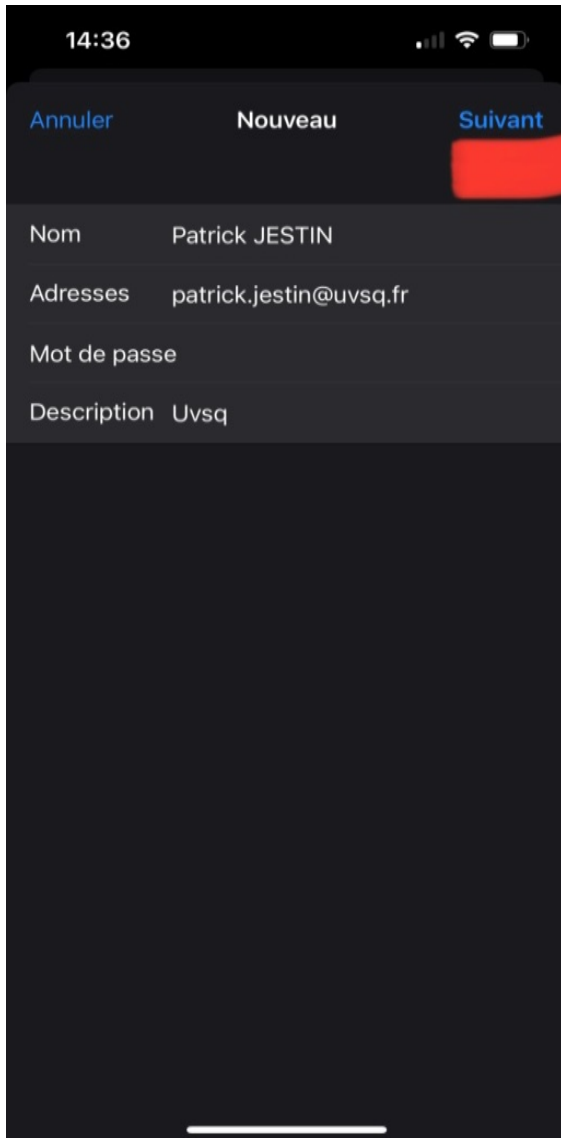 14:36
Annuler Nouveau Suivant
Nom Patrick JESTIN
Adresses patrick.jestin@uvsq.fr
Mot de passe
Description Uvsq